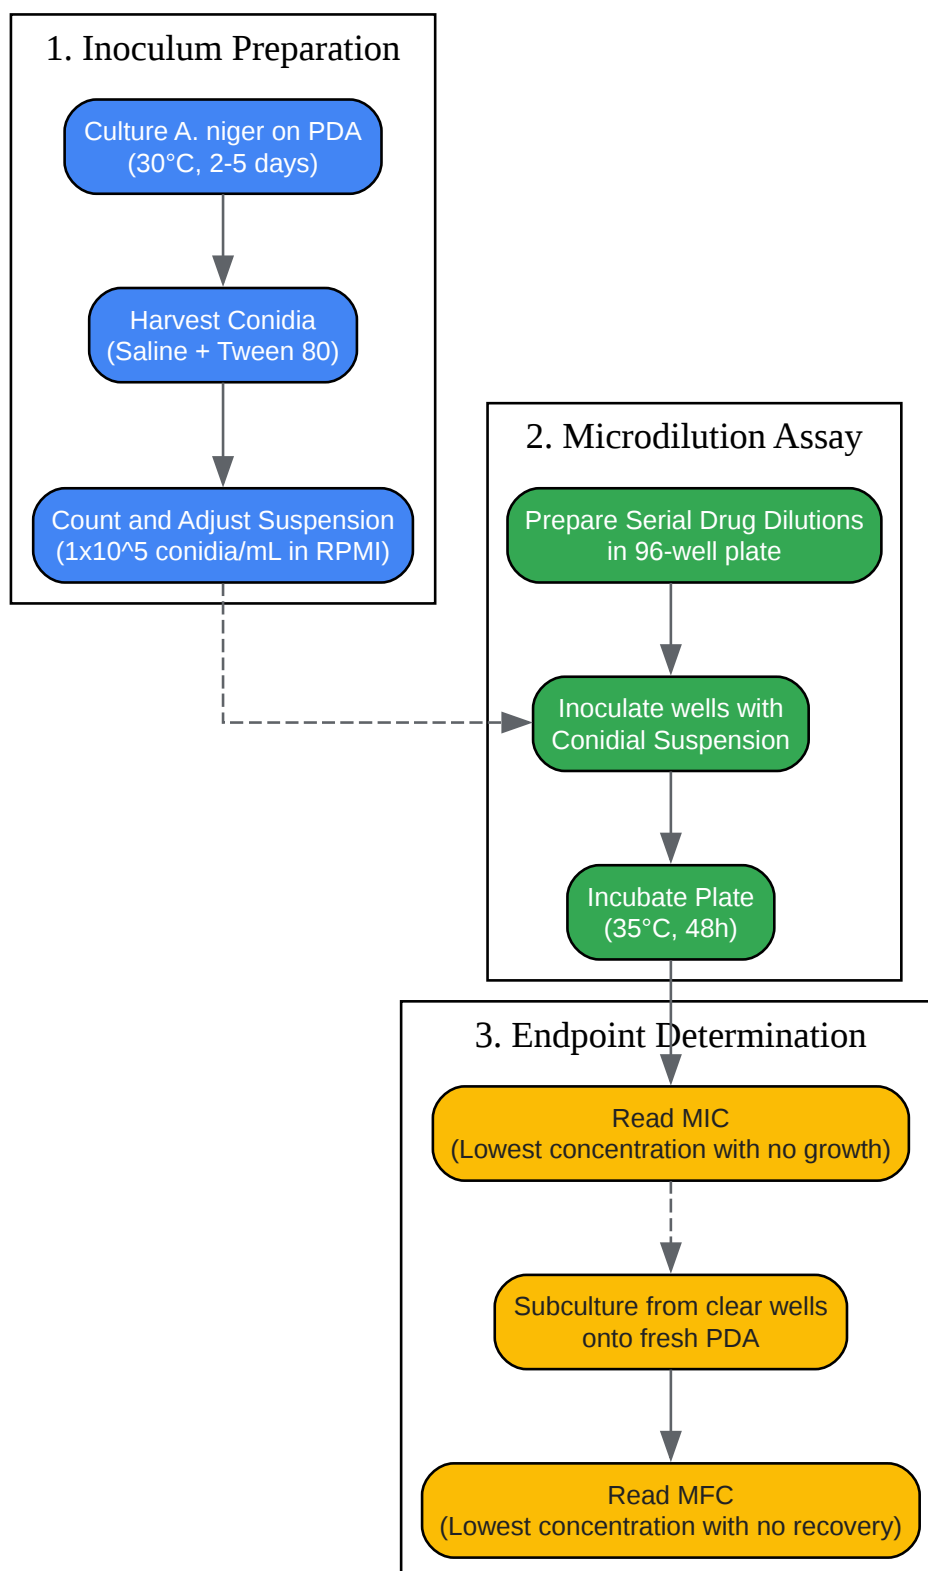 1. Inoculum Preparation
Culture A. niger on PDA
(30°C, 2-5 days)
Harvest Conidia
(Saline + Tween 80)
Count and Adjust Suspension
(1x10^5 conidia/mL in RPMI)
2. Microdilution Assay
Prepare Serial Drug Dilutions
in 96-well plate
Inoculate wells with
Conidial Suspension
Incubate Plate
(35°C, 48h)
3. Endpoint Determination
Read MIC
(Lowest concentration with no growth)
Subculture from clear wells
onto fresh PDA
Read MFC
(Lowest concentration with no recovery)